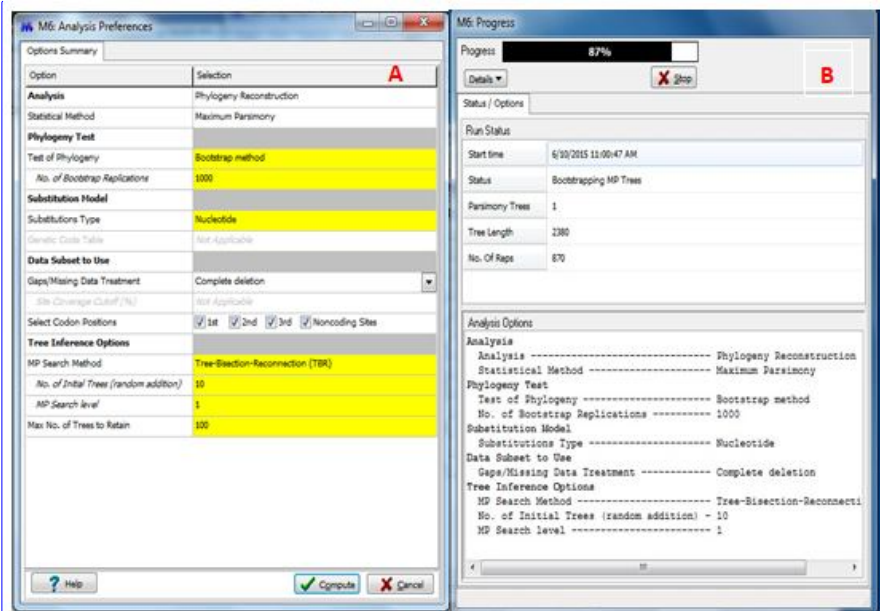 M6: Analysis Preferences
Options Summary
A
Option Selection
Analysis Phylogeny Reconstruction
Statistical Method Maximum Parsimony
Phylogeny Test
Test of Phylogeny Bootstrap method
No. of Bootstrap Replications 1000
Substitution Model
Substitutions Type Nucleotide
Genetic Code Table Not Applicable
Data Subset to Use
Gaps/Missing Data Treatment Complete deletion
Site Coverage Cutoff (%) Not Applicable
Select Codon Positions 1st 2nd 3rd Noncoding Sites
Tree Inference Options
MP Search Method Tree-Bisection-Reconnection (TBR)
No. of Initial Trees (random addition) 10
MP Search level 1
Max No. of Trees to Retain 100
? Help Compute Cancel
M6: Progress
Progress 87%
B
Details Stop
Status / Options
Run Status
Start time 6/10/2015 11:00:47 AM
Status Bootstrapping MP Trees
Parsimony Trees 1
Tree Length 2380
No. Of Reps 870
Analysis Options
Analysis
Analysis ------------------------------ Phylogeny Reconstruction
Statistical Method -------------------- Maximum Parsimony
Phylogeny Test
Test of Phylogeny --------------------- Bootstrap method
No. of Bootstrap Replications ---------- 1000
Substitution Model
Substitutions Type -------------------- Nucleotide
Data Subset to Use
Gaps/Missing Data Treatment ------------ Complete deletion
Tree Inference Options
MP Search Method ---------------------- Tree-Bisection-Reconnecti
No. of Initial Trees (random addition) - 10
MP Search level ----------------------- 1